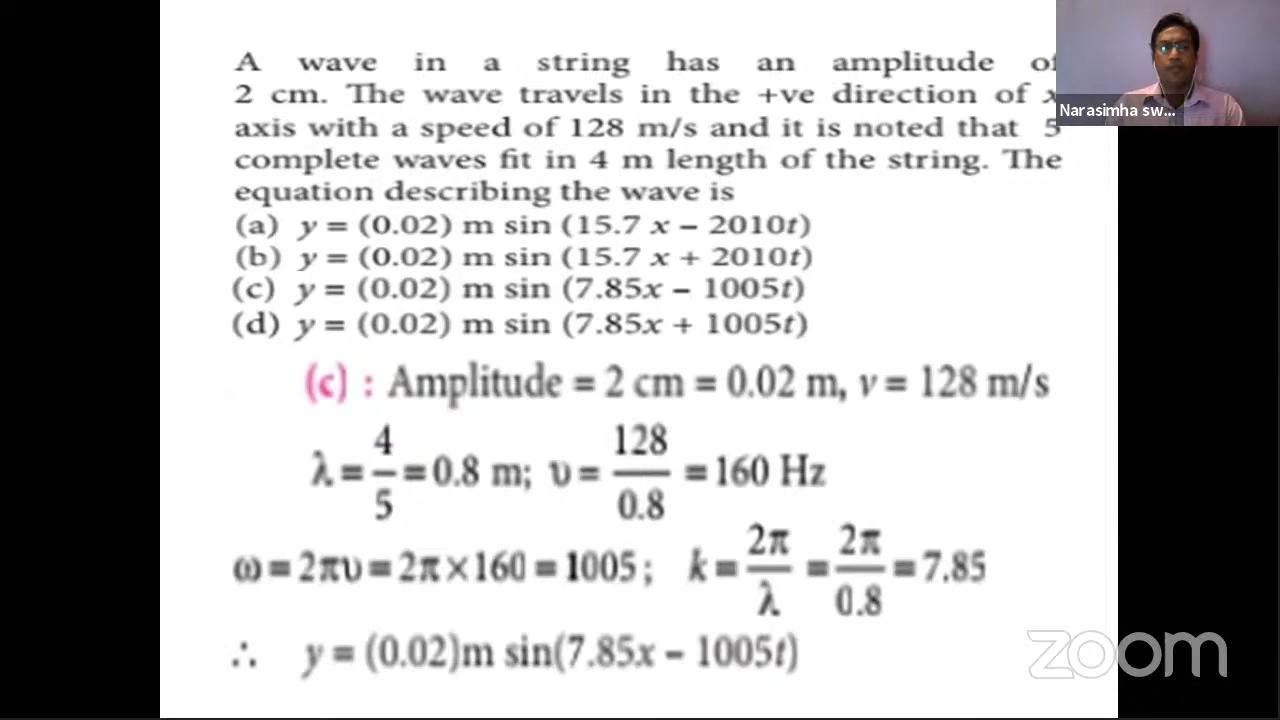 A wave in a string has an amplitude of
2 cm. The wave travels in the +ve direction of x
axis with a speed of 128 m/s and it is noted that 5
complete waves fit in 4 m length of the string. The
equation describing the wave is
(a) y = (0.02) m sin (15.7 x – 2010t)
(b) y = (0.02) m sin (15.7 x + 2010t)
(c) y = (0.02) m sin (7.85x – 1005t)
(d) y = (0.02) m sin (7.85x + 1005t)
(c) : Amplitude = 2 cm = 0.02 m, v = 128 m/s
λ = 4/5 = 0.8 m; υ = 128/0.8 = 160 Hz
ω = 2πυ = 2π × 160 = 1005 ; k = 2π/λ = 2π/0.8 = 7.85
∴ y = (0.02)m sin(7.85x – 1005t)
Narasimha sw...
zoom